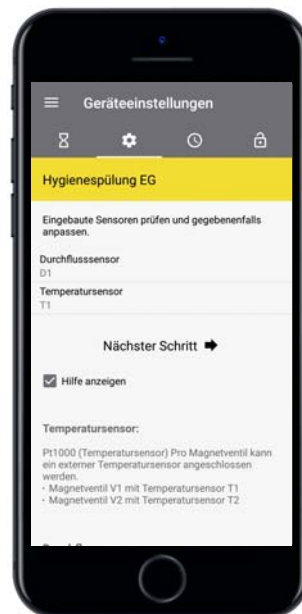 Geräteeinstellungen
Hygienespülung EG
Eingebaute Sensoren prüfen und gegebenenfalls
anpassen.
Durchflusssensor
D1
Temperatursensor
T1
Nächster Schritt
Hilfe anzeigen
Temperatursensor:
Pt1000 (Temperatursensor) Pro Magnetventil kann
ein externer Temperatursensor angeschlossen
werden.
- Magnetventil V1 mit Temperatursensor T1
- Magnetventil V2 mit Temperatursensor T2